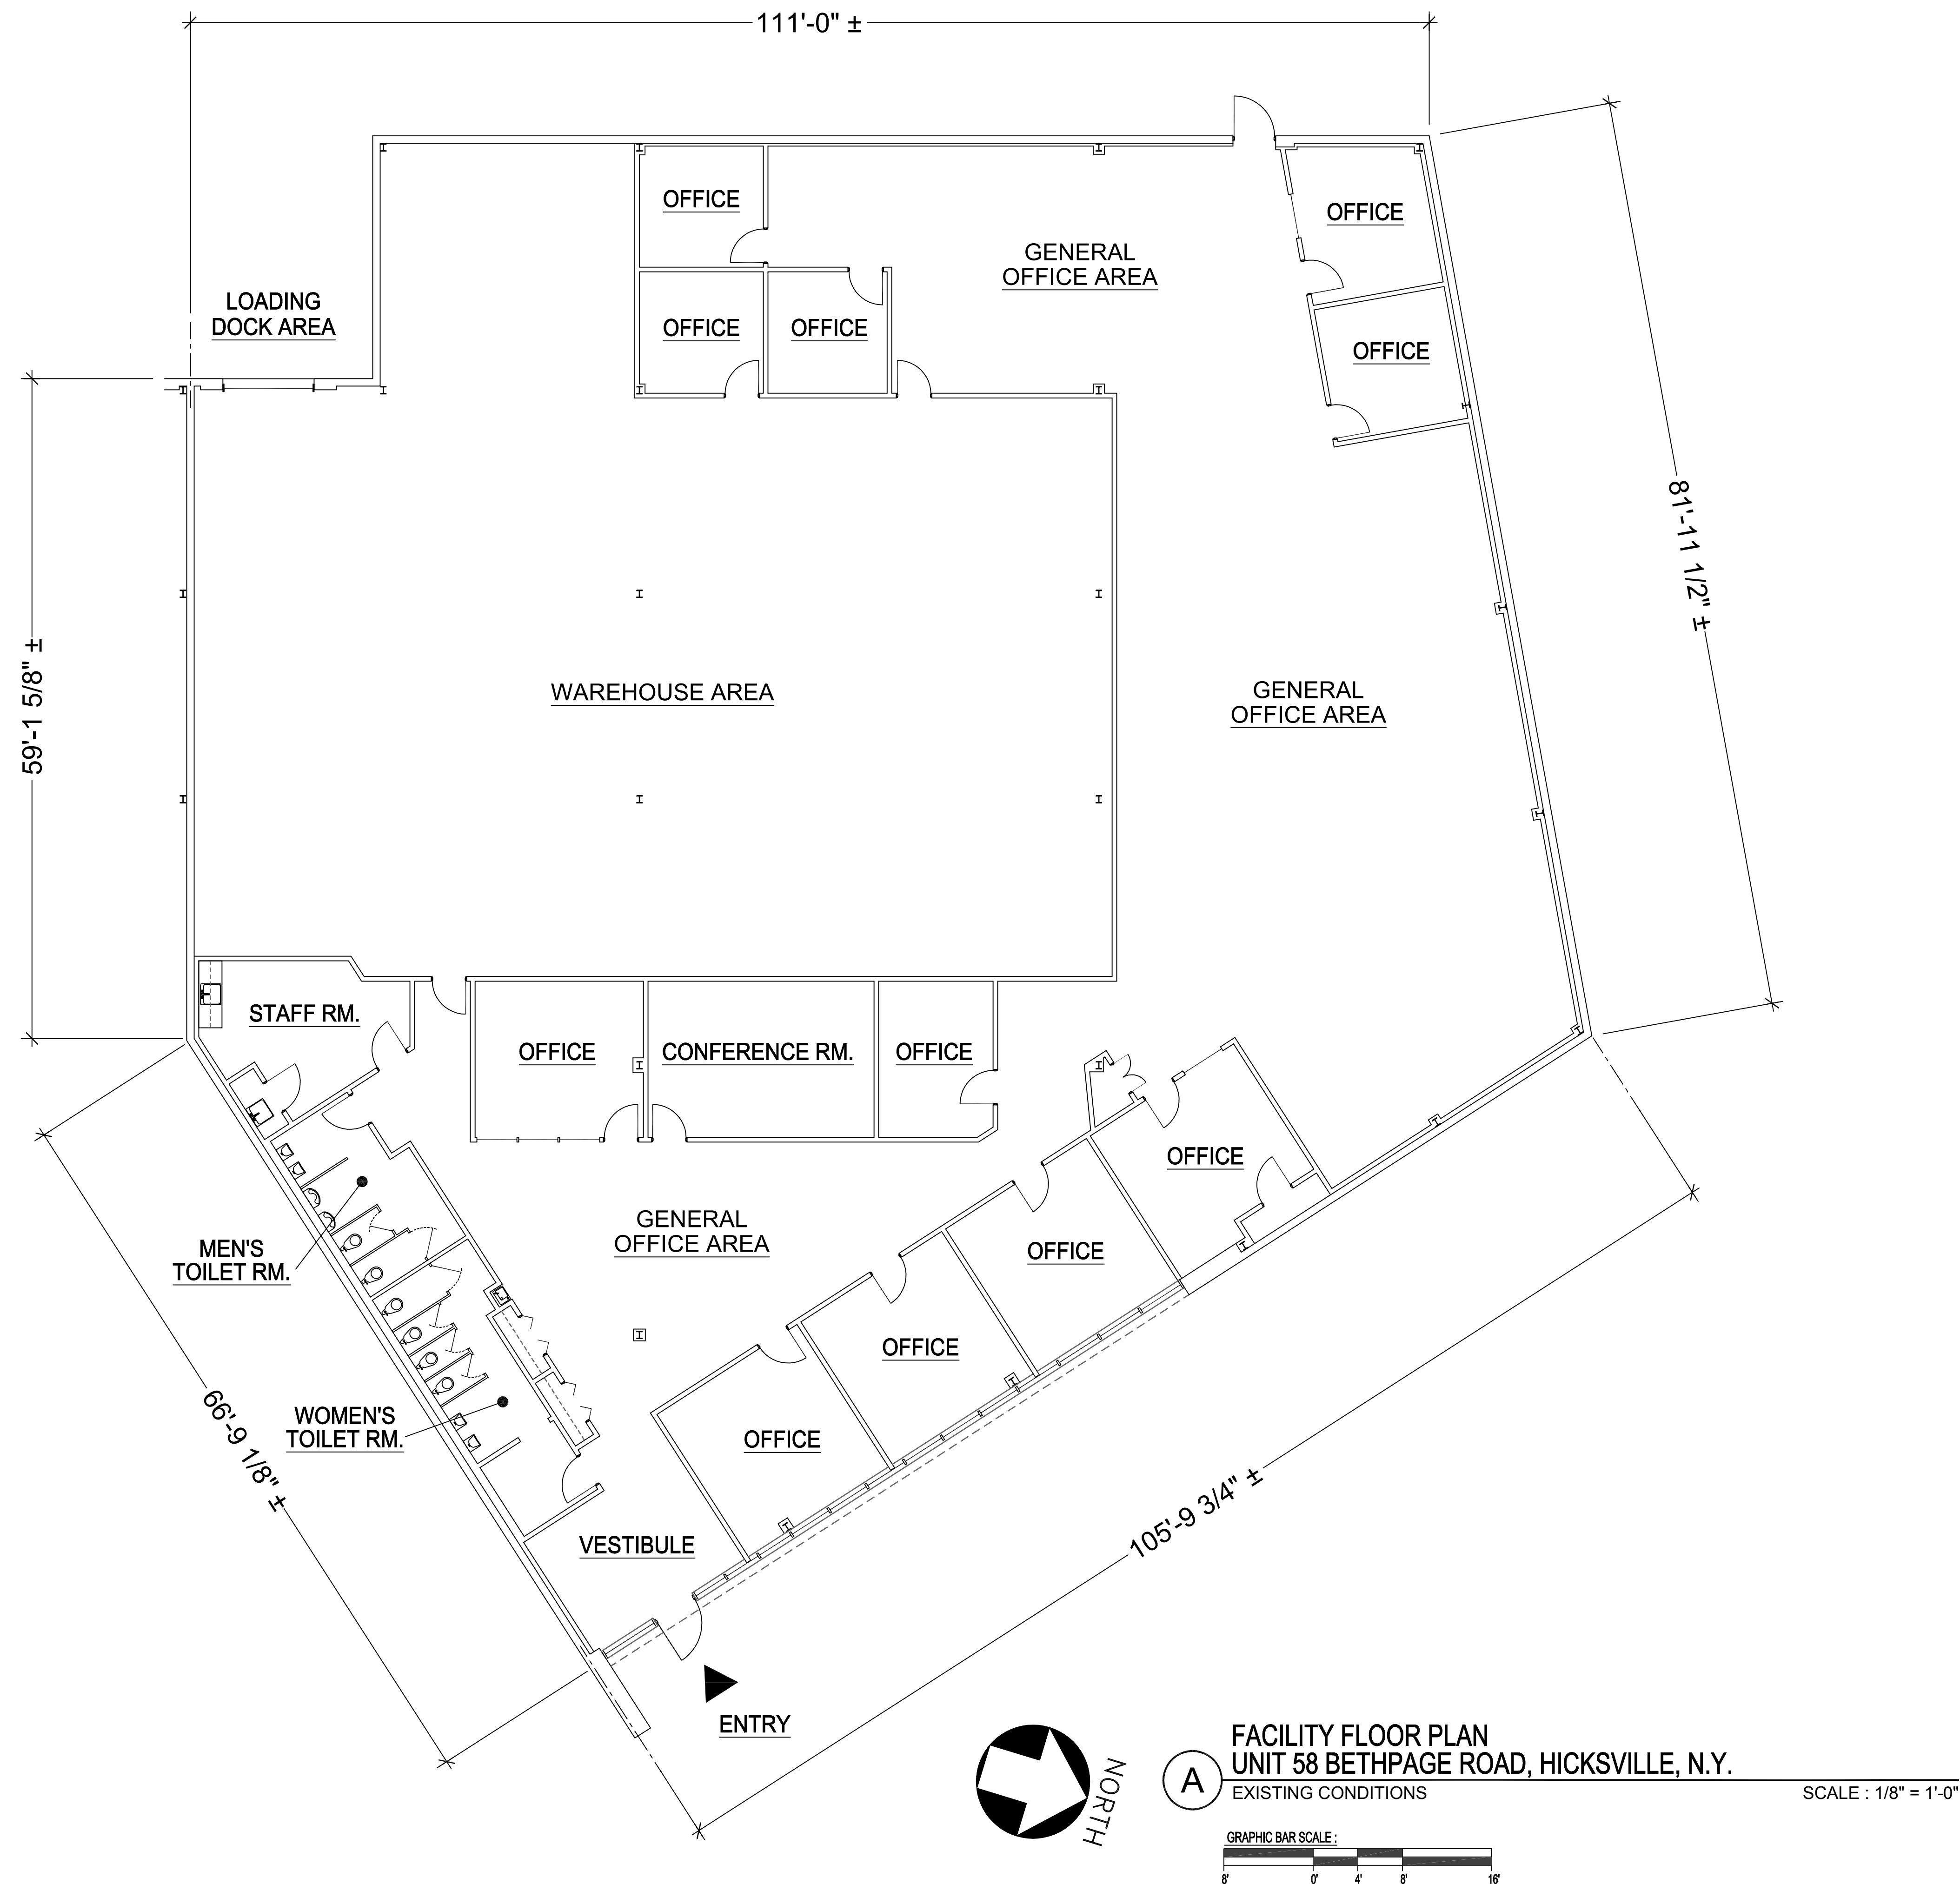 111'-0" ±
OFFICE
OFFICE
GENERAL
OFFICE AREA
LOADING
DOCK AREA
OFFICE
OFFICE
OFFICE
81'-11 1/2" ±
59'-1 5/8" ±
WAREHOUSE AREA
GENERAL
OFFICE AREA
STAFF RM.
OFFICE
CONFERENCE RM.
OFFICE
OFFICE
MEN'S
TOILET RM.
GENERAL
OFFICE AREA
OFFICE
OFFICE
WOMEN'S
TOILET RM.
OFFICE
66'-9 1/8" ±
105'-9 3/4" ±
VESTIBULE
ENTRY
NORTH
A
FACILITY FLOOR PLAN
UNIT 58 BETHPAGE ROAD, HICKSVILLE, N.Y.
EXISTING CONDITIONS
SCALE : 1/8" = 1'-0"
GRAPHIC BAR SCALE :
8' 0' 4' 8' 16'